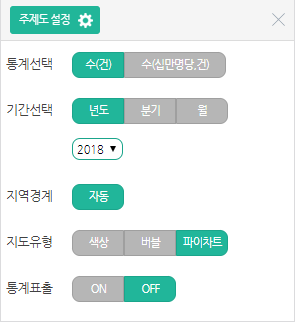 주제도 설정
통계선택 수(건) 수(십만명당,건)
기간선택 년도 분기 월
2018 ▼
지역경계 자동
지도유형 색상 버블 파이차트
통계표출 ON OFF